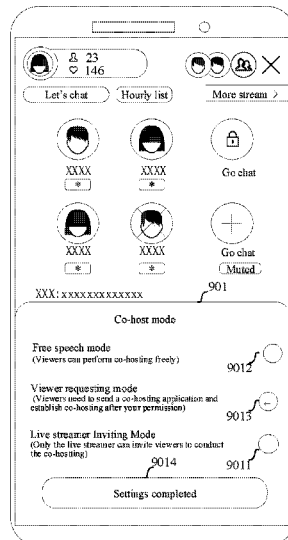 23
146
Let's chat
Hourly list
More stream >
XXXX
*
XXXX
*
Go chat
XXXX
*
XXXX
*
Go chat
Muted
XXX:xxxxxxxxxxxxx
901
Co-host mode
Free speech mode
(Viewers can perform co-hosting freely)
9012
Viewer requesting mode
(Viewers need to send a co-hosting application and
establish co-hosting after your permission)
9013
Live streamer Inviting Mode
(Only the live streamer can invite viewers to conduct
the co-hosting)
9011
9014
Settings completed